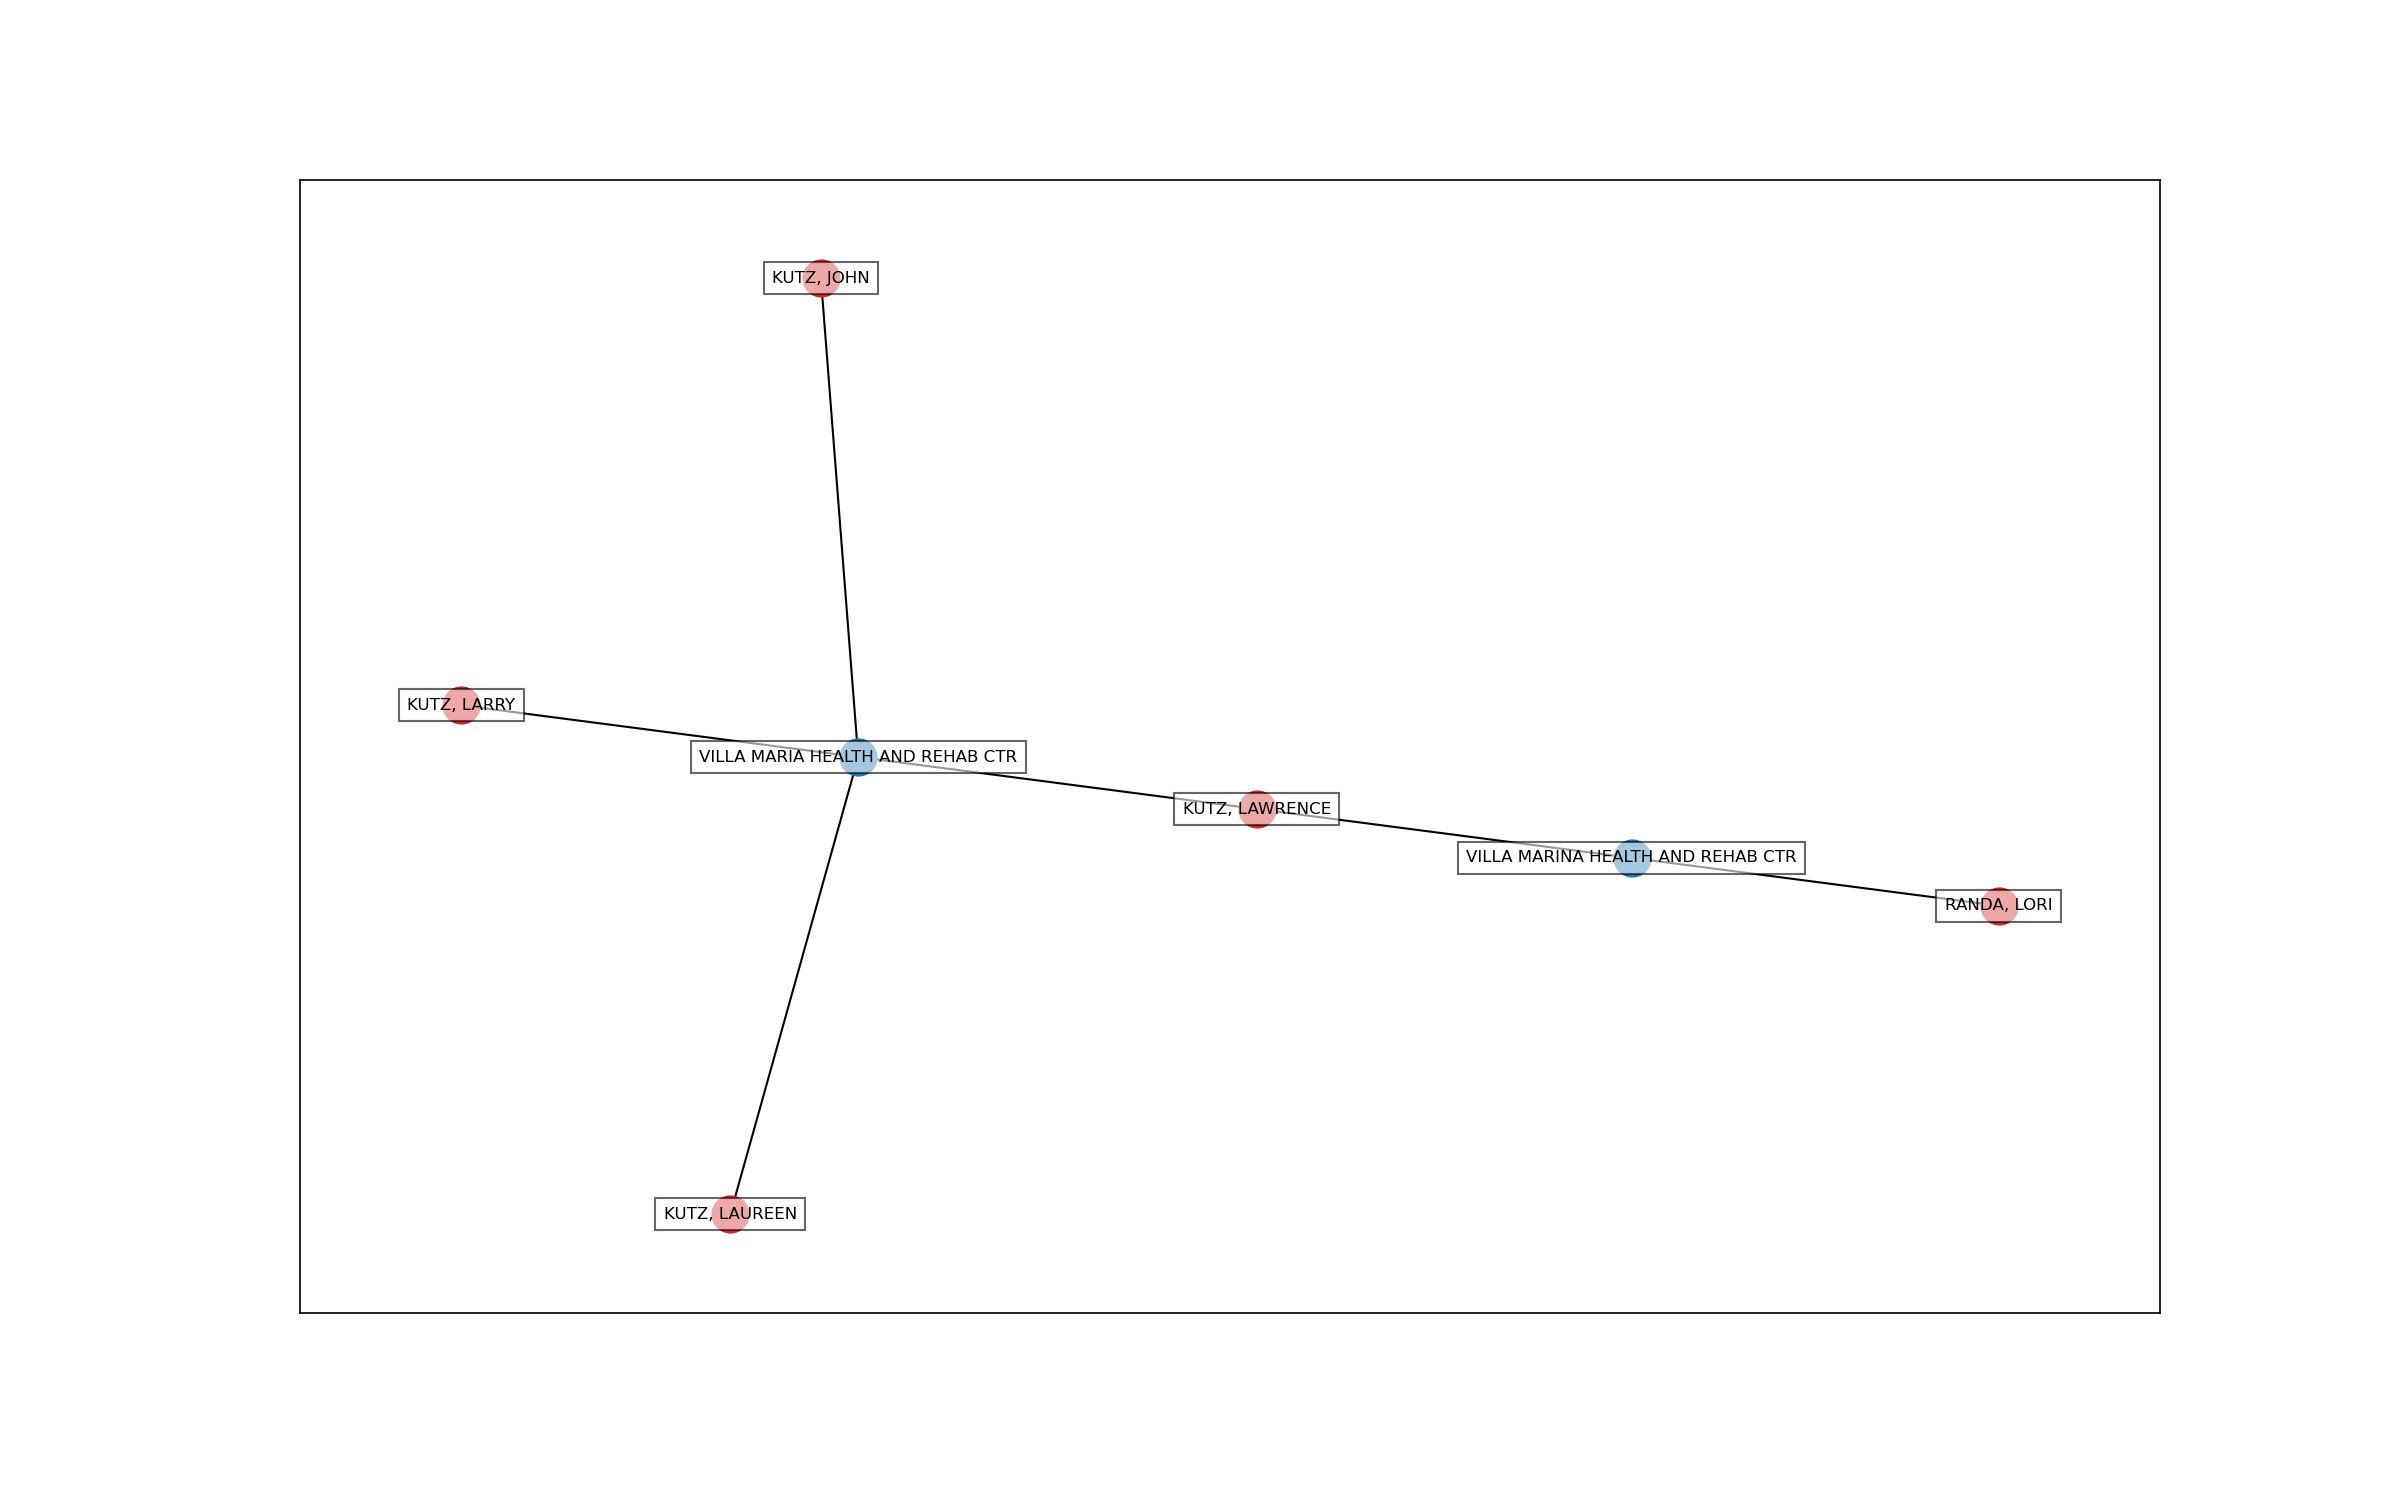 KUTZ, JOHN
KUTZ, LARRY
VILLA MARIA HEALTH AND REHAB CTR
KUTZ, LAWRENCE
VILLA MARINA HEALTH AND REHAB CTR
RANDA, LORI
KUTZ, LAUREEN